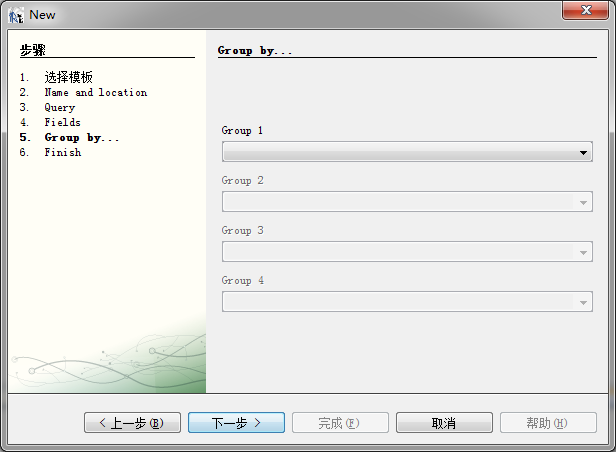 New
步骤
1. 选择模板
2. Name and location
3. Query
4. Fields
5. Group by...
6. Finish
Group by...
Group 1
Group 2
Group 3
Group 4
< 上一步(B)
下一步 >
完成(F)
取消
帮助(H)